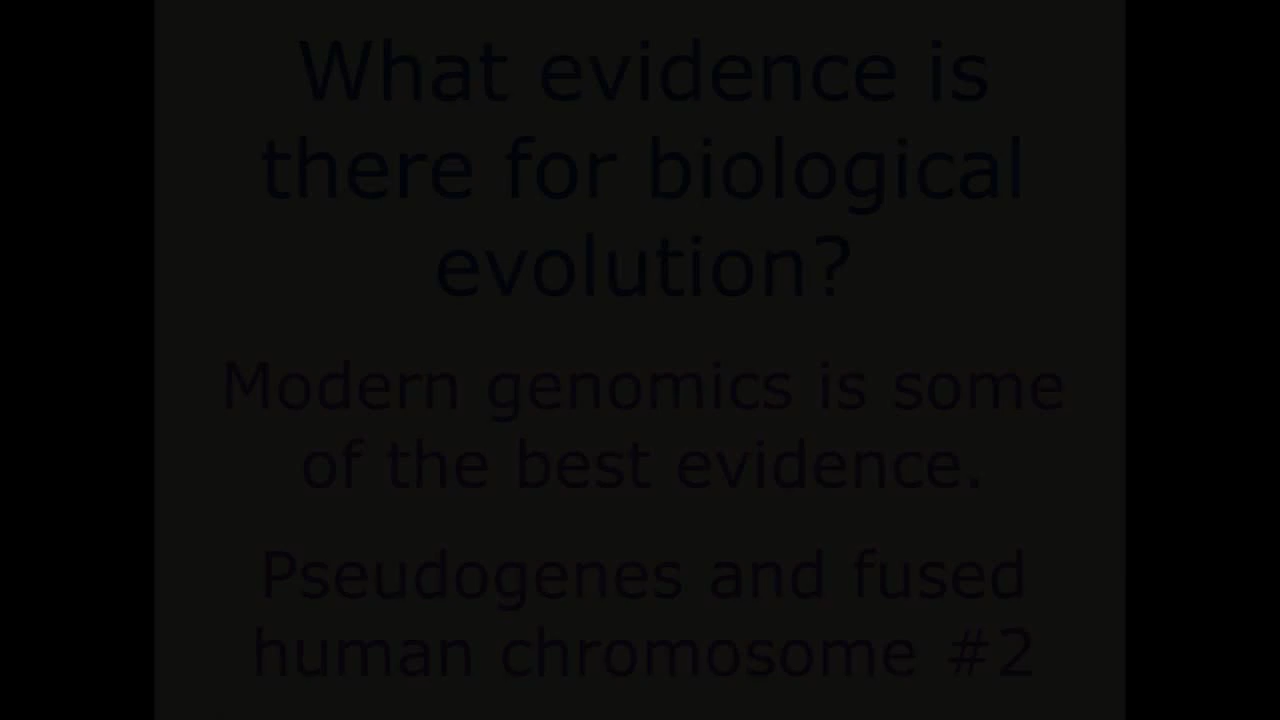 What evidence is
there for biological
evolution?
Modern genomics is some
of the best evidence.
Pseudogenes and fused
human chromosome #2